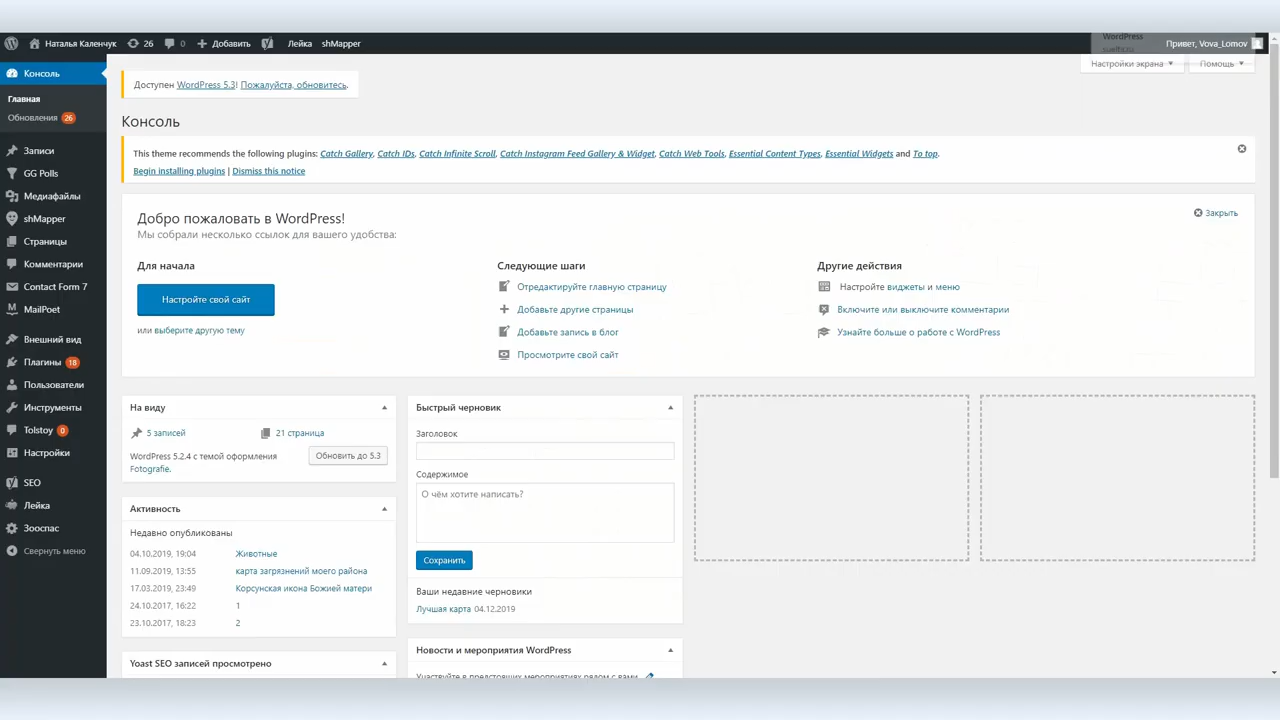 Наталья Каленчук 26 0 Добавить Лейка shMapper
WordPress
Привет, Vova_Lomov
Настройки экрана Помощь
Консоль
Главная
Обновления 26
Записи
GG Polls
Медиафайлы
shMapper
Страницы
Комментарии
Contact Form 7
MailPoet
Внешний вид
Плагины 18
Пользователи
Инструменты
Tolstoy 0
Настройки
SEO
Лейка
Зооспас
Свернуть меню
Доступен WordPress 5.3! Пожалуйста, обновитесь.
Консоль
This theme recommends the following plugins: Catch Gallery, Catch IDs, Catch Infinite Scroll, Catch Instagram Feed Gallery & Widget, Catch Web Tools, Essential Content Types, Essential Widgets and To top.
Begin installing plugins | Dismiss this notice
Добро пожаловать в WordPress!
Закрыть
Мы собрали несколько ссылок для вашего удобства:
Для начала
Настройте свой сайт
или выберите другую тему
Следующие шаги
Отредактируйте главную страницу
Добавьте другие страницы
Добавьте запись в блог
Просмотрите свой сайт
Другие действия
Настройте виджеты и меню
Включите или выключите комментарии
Узнайте больше о работе с WordPress
На виду
5 записей 21 страница
WordPress 5.2.4 с темой оформления
Fotografie.
Обновить до 5.3
Активность
Недавно опубликованы
04.10.2019, 19:04 Животные
11.09.2019, 13:55 карта загрязнений моего района
17.03.2019, 23:49 Корсунская икона Божией матери
24.10.2017, 16:22 1
23.10.2017, 18:23 2
Yoast SEO записей просмотрено
Быстрый черновик
Заголовок
Содержимое
О чём хотите написать?
Сохранить
Ваши недавние черновики
Лучшая карта 04.12.2019
Новости и мероприятия WordPress
Участвуйте в предстоящих мероприятиях рядом с вами.